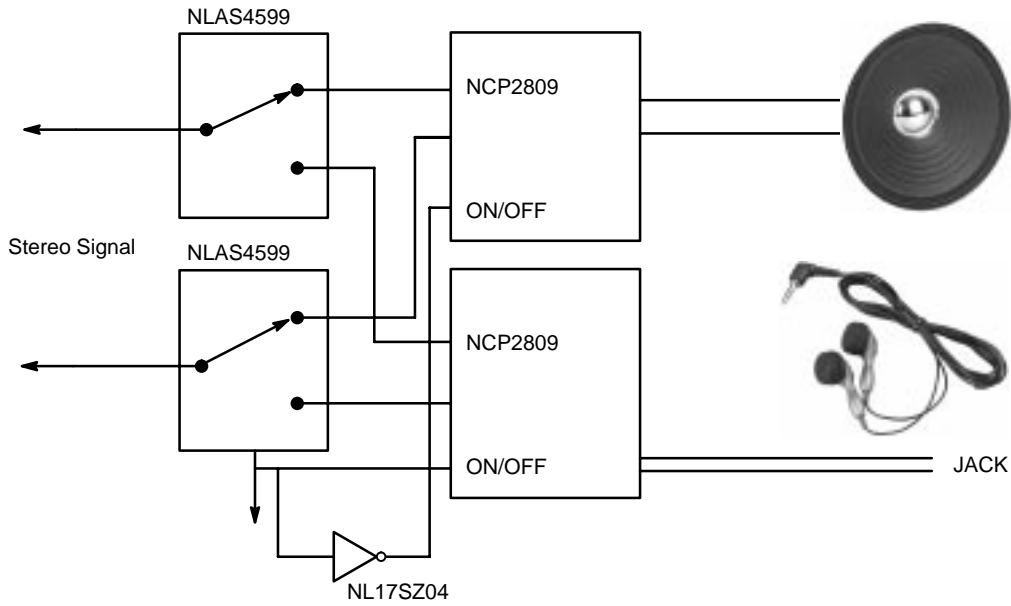 NLAS4599
NCP2809
ON/OFF
Stereo Signal
NLAS4599
NCP2809
ON/OFF
JACK
NL17SZ04